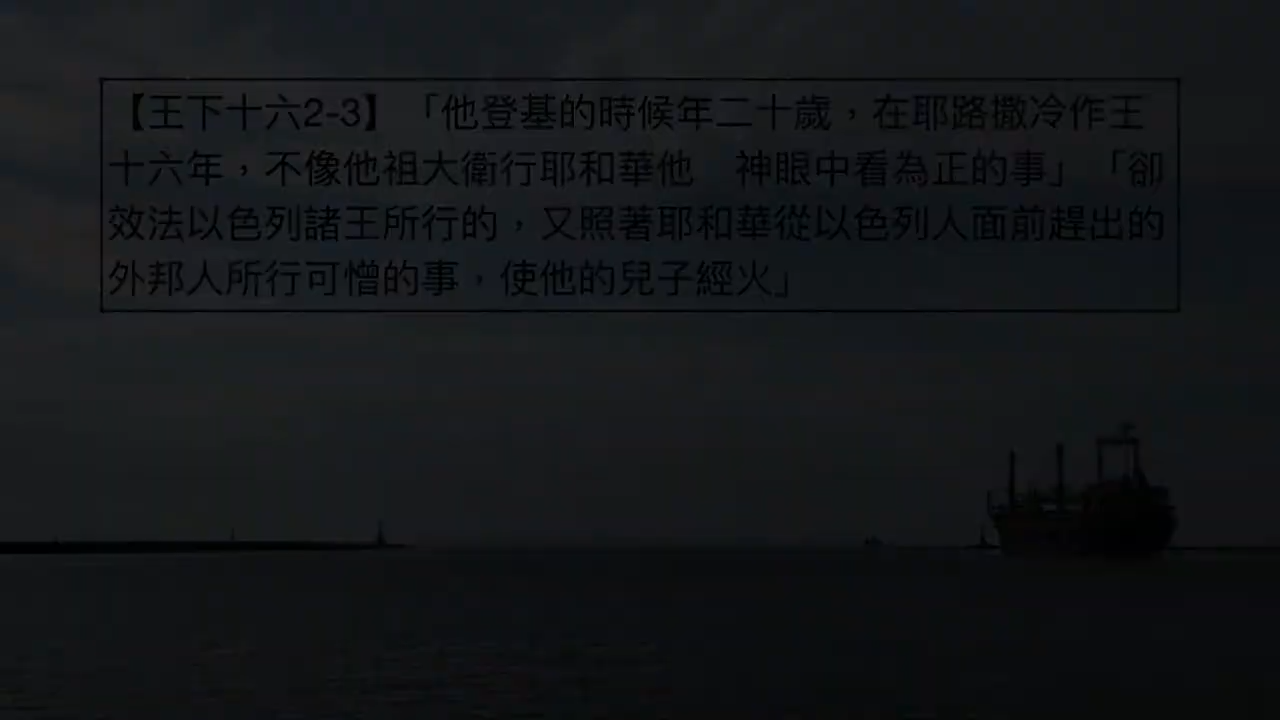 【王下十六2-3】「他登基的時候年二十歲，在耶路撒冷作王
十六年，不像他祖大衛行耶和華他　神眼中看為正的事」「卻
效法以色列諸王所行的，又照著耶和華從以色列人面前趕出的
外邦人所行可憎的事，使他的兒子經火」